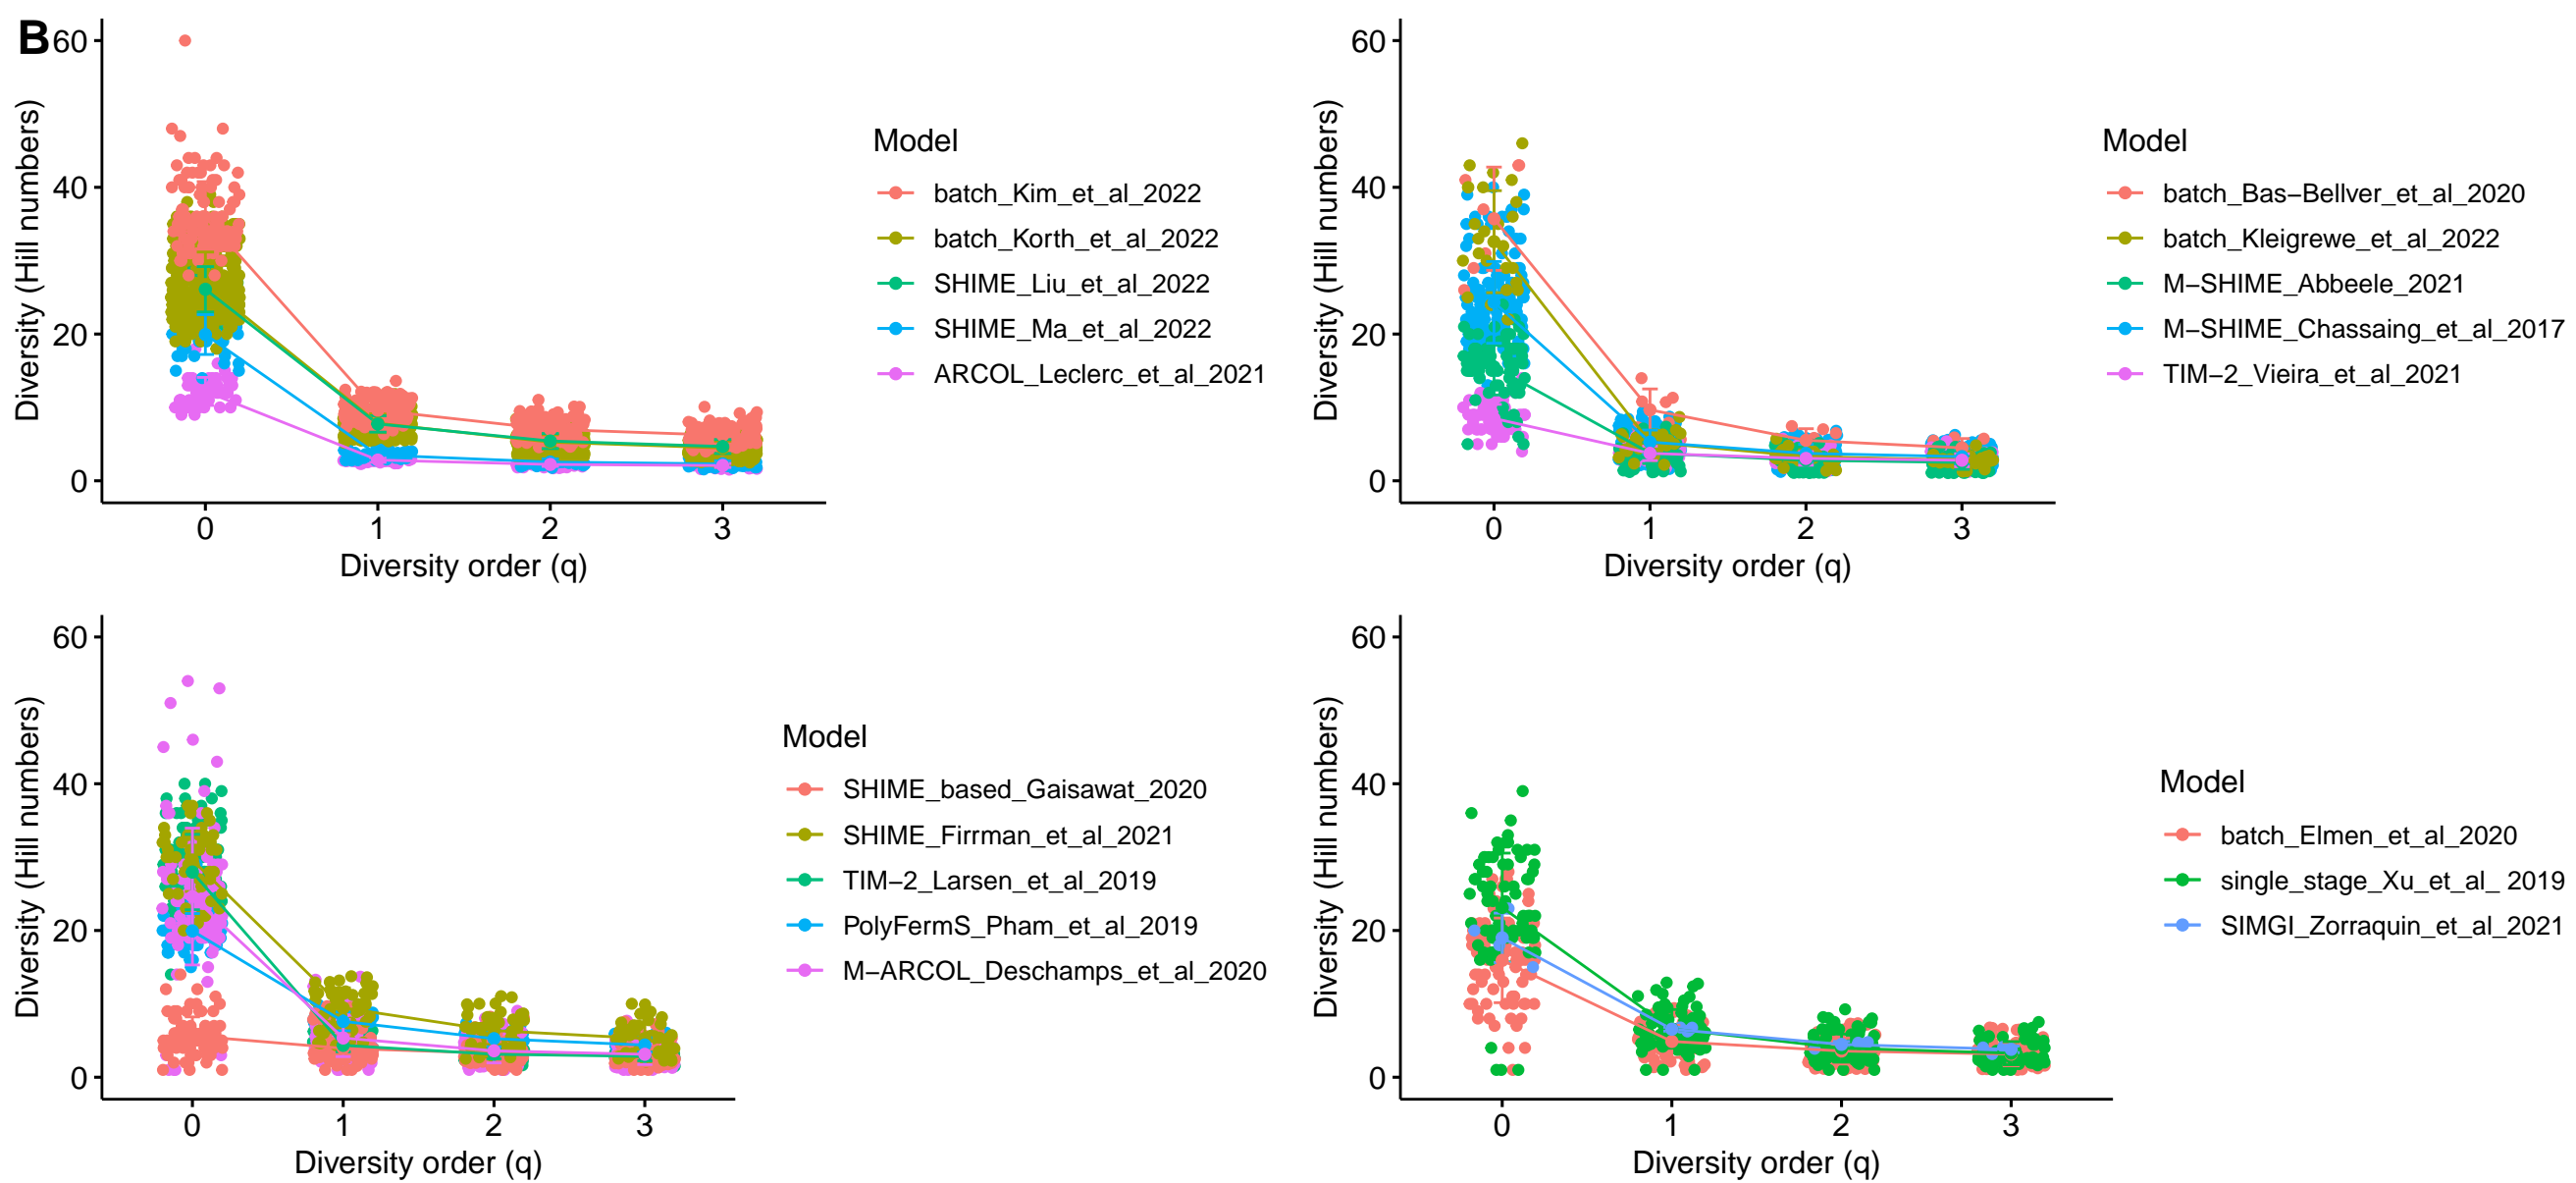 B
60
40
20
0
Diversity (Hill numbers)
0 1 2 3
Diversity order (q)
Model
batch_Kim_et_al_2022
batch_Korth_et_al_2022
SHIME_Liu_et_al_2022
SHIME_Ma_et_al_2022
ARCOL_Leclerc_et_al_2021
60
40
20
0
Diversity (Hill numbers)
0 1 2 3
Diversity order (q)
Model
batch_Bas−Bellver_et_al_2020
batch_Kleigrewe_et_al_2022
M−SHIME_Abbeele_2021
M−SHIME_Chassaing_et_al_2017
TIM−2_Vieira_et_al_2021
60
40
20
0
Diversity (Hill numbers)
0 1 2 3
Diversity order (q)
Model
SHIME_based_Gaisawat_2020
SHIME_Firrman_et_al_2021
TIM−2_Larsen_et_al_2019
PolyFermS_Pham_et_al_2019
M−ARCOL_Deschamps_et_al_2020
60
40
20
0
Diversity (Hill numbers)
0 1 2 3
Diversity order (q)
Model
batch_Elmen_et_al_2020
single_stage_Xu_et_al_ 2019
SIMGI_Zorraquin_et_al_2021